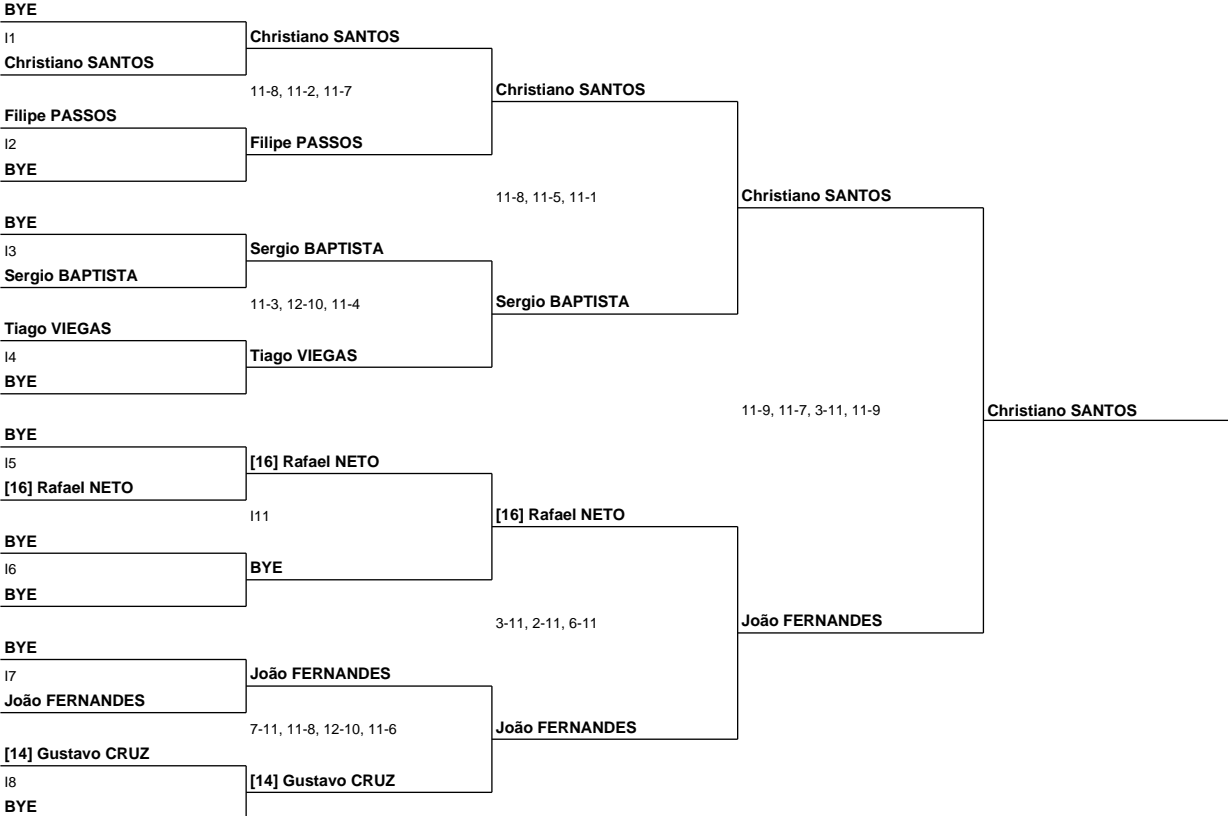 BYE
I1
Christiano SANTOS
Filipe PASSOS
I2
BYE
BYE
I3
Sergio BAPTISTA
Tiago VIEGAS
I4
BYE
BYE
I5
[16] Rafael NETO
BYE
I6
BYE
BYE
I7
João FERNANDES
[14] Gustavo CRUZ
I8
BYE
Christiano SANTOS
11-8, 11-2, 11-7
Filipe PASSOS
Sergio BAPTISTA
11-3, 12-10, 11-4
Tiago VIEGAS
[16] Rafael NETO
I11
BYE
João FERNANDES
7-11, 11-8, 12-10, 11-6
[14] Gustavo CRUZ
Christiano SANTOS
11-8, 11-5, 11-1
Sergio BAPTISTA
[16] Rafael NETO
3-11, 2-11, 6-11
João FERNANDES
Christiano SANTOS
11-9, 11-7, 3-11, 11-9
João FERNANDES
Christiano SANTOS